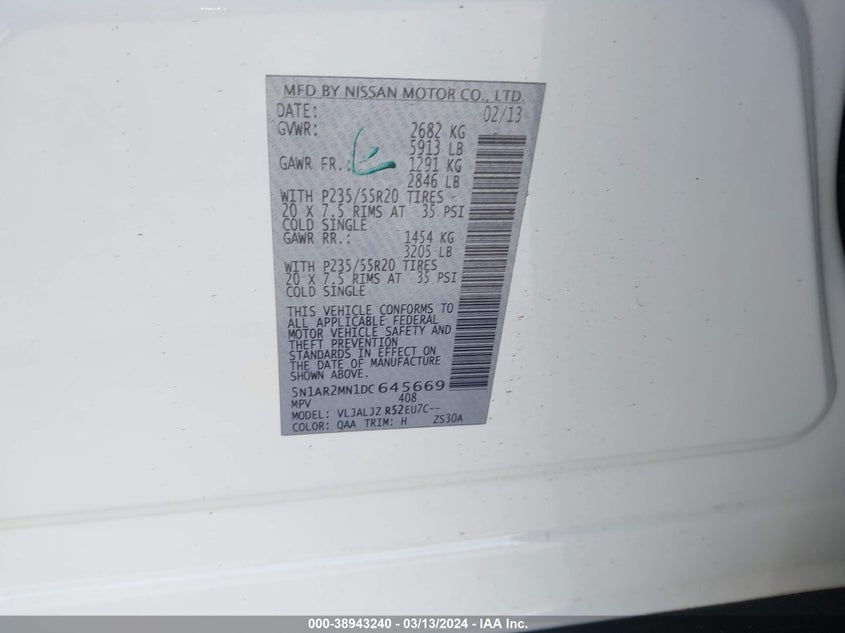 MFD BY NISSAN MOTOR CO., LTD.
DATE: 02/13
GVWR: 2682 KG
5913 LB
GAWR FR.: 1291 KG
2846 LB
WITH P235/55R20 TIRES
20 X 7.5 RIMS AT 35 PSI
COLD SINGLE
GAWR RR.: 1454 KG
3205 LB
WITH P235/55R20 TIRES
20 X 7.5 RIMS AT 35 PSI
COLD SINGLE
THIS VEHICLE CONFORMS TO
ALL APPLICABLE FEDERAL
MOTOR VEHICLE SAFETY AND
THEFT PREVENTION
STANDARDS IN EFFECT ON
THE DATE OF MANUFACTURE
SHOWN ABOVE.
5N1AR2MN1DC645669
MPV 408
MODEL: VLJALJZ R52EU7C--
COLOR: QAA TRIM: H ZS30A
000-38943240 - 03/13/2024 - IAA Inc.